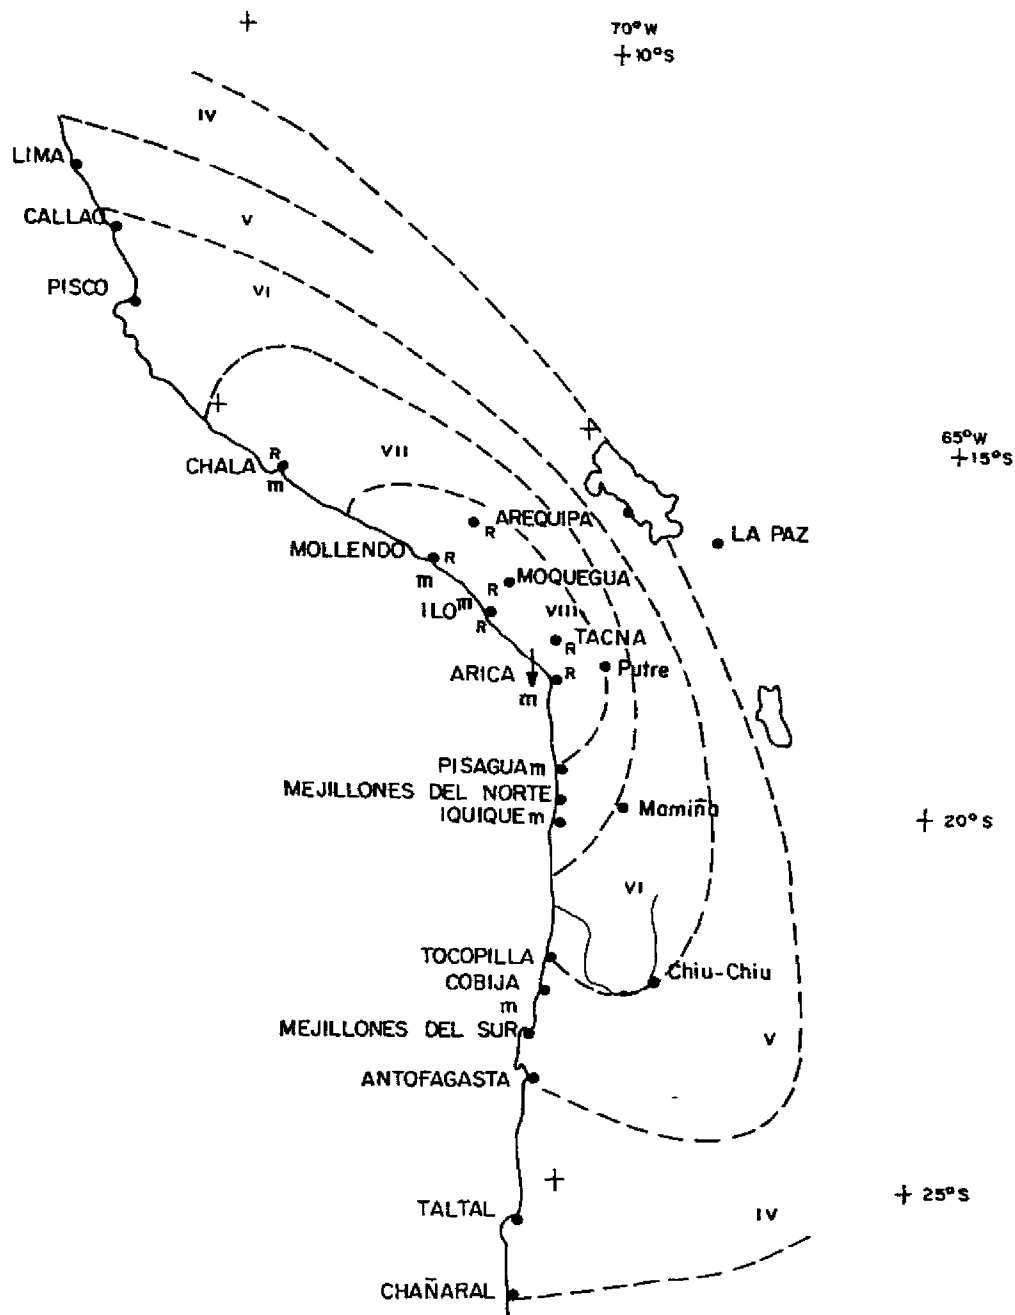 70°W
10°S
IV
LIMA
V
CALLAO
PISCO
VI
VII
65°W
15°S
CHALA
R
m
AREQUIPA
R
LA PAZ
MOLLENDO
R
m
MOQUEGUA
R
ILO
m
R
VIII
TACNA
R
ARICA
R
Putre
m
PISAGUA m
MEJILLONES DEL NORTE
IQUIQUE m
Mamiña
20°S
VI
TOCOPILLA
Chiu-Chiu
COBIJA
m
MEJILLONES DEL SUR
V
ANTOFAGASTA
25°S
TALTAL
IV
CHAÑARAL